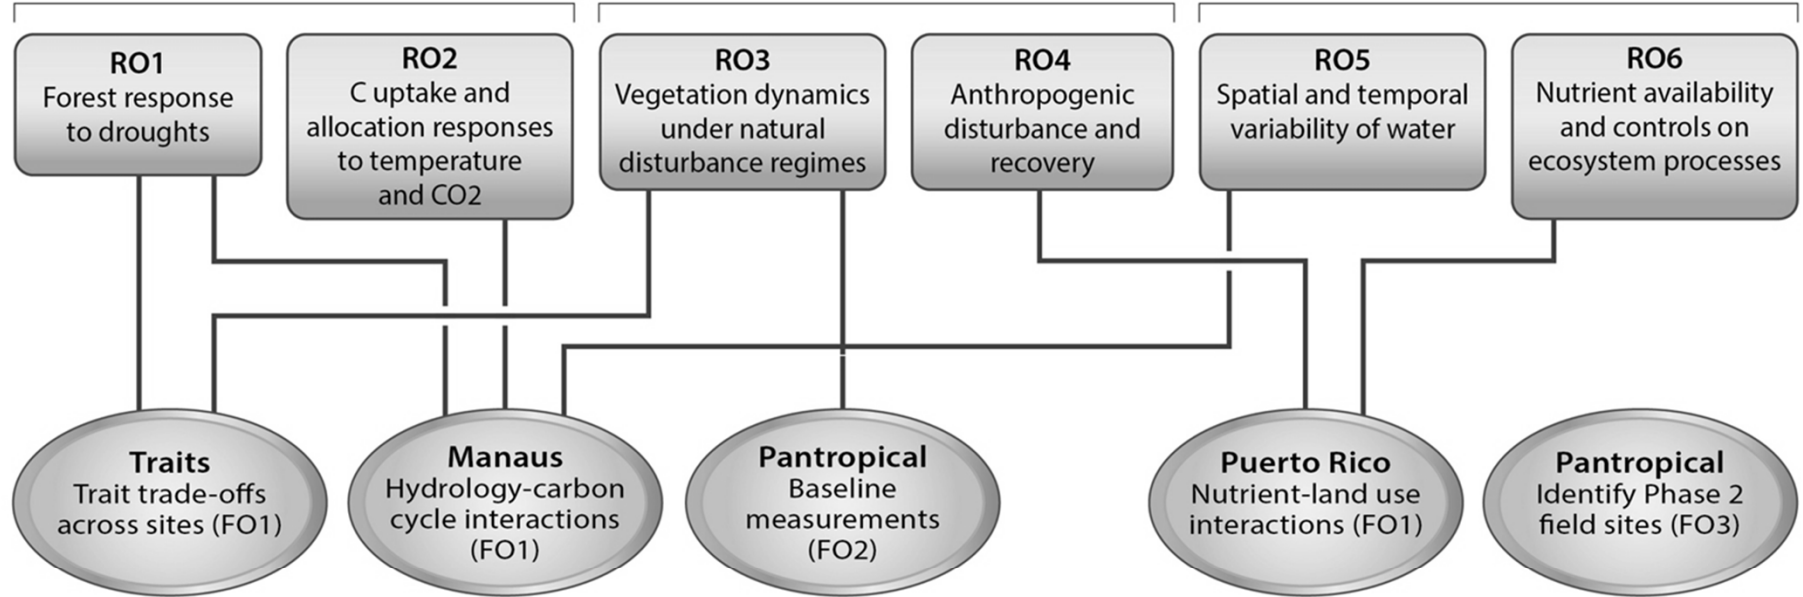 RO1
Forest response
to droughts
RO2
C uptake and
allocation responses
to temperature
and CO2
RO3
Vegetation dynamics
under natural
disturbance regimes
RO4
Anthropogenic
disturbance and
recovery
RO5
Spatial and temporal
variability of water
RO6
Nutrient availability
and controls on
ecosystem processes
Traits
Trait trade-offs
across sites (FO1)
Manaus
Hydrology-carbon
cycle interactions
(FO1)
Pantropical
Baseline
measurements
(FO2)
Puerto Rico
Nutrient-land use
interactions (FO1)
Pantropical
Identify Phase 2
field sites (FO3)